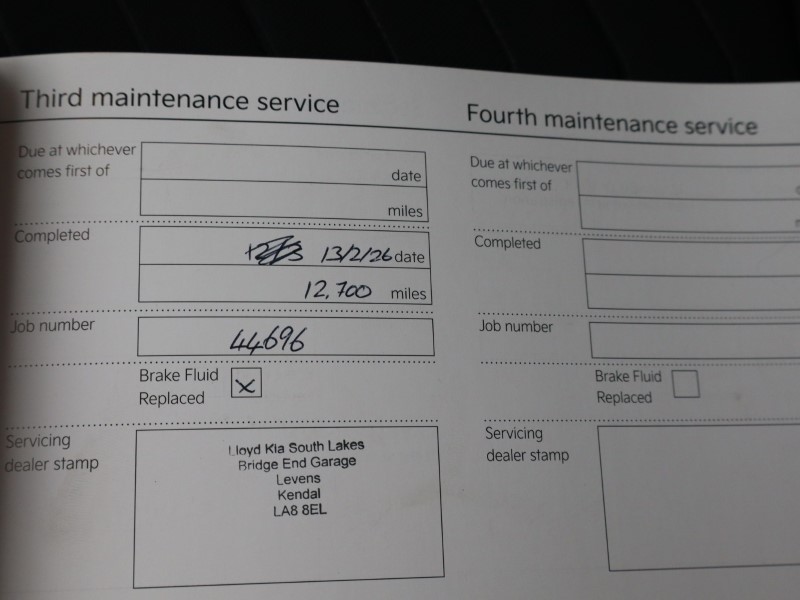 Third maintenance service
Due at whichever
comes first of
date
miles
Completed
13/2/26 date
12,700 miles
Job number
44696
Brake Fluid
Replaced
X
Servicing
dealer stamp
Lloyd Kia South Lakes
Bridge End Garage
Levens
Kendal
LA8 8EL
Fourth maintenance service
Due at whichever
comes first of
Completed
Job number
Brake Fluid
Replaced
Servicing
dealer stamp